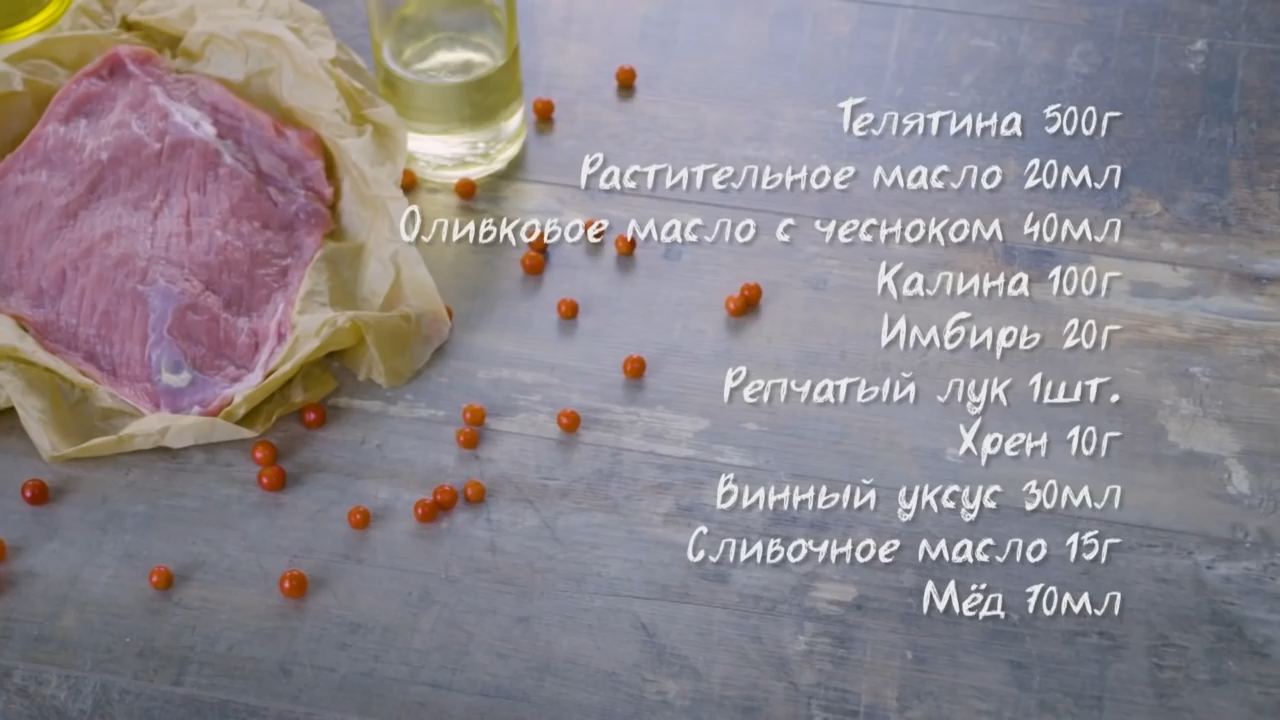 Телятина 500г
Растительное масло 20мл
Оливковое масло с чесноком 40мл
Калина 100г
Имбирь 20г
Репчатый лук 1шт.
Хрен 10г
Винный уксус 30мл
Сливочное масло 15г
Мёд 70мл